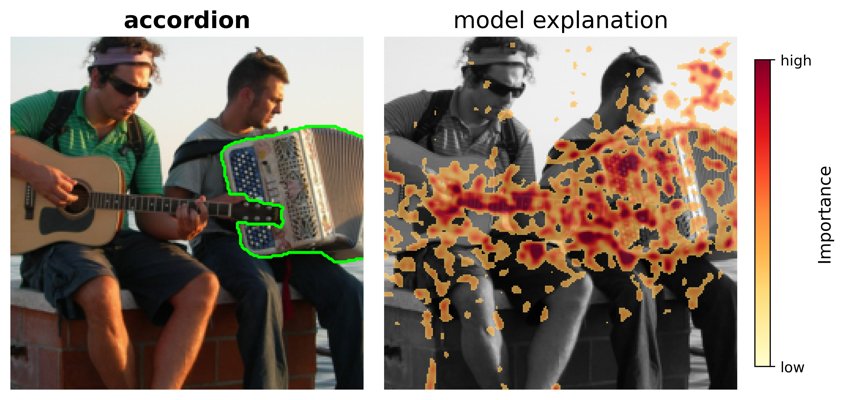 accordion
model explanation
high
low
Importance